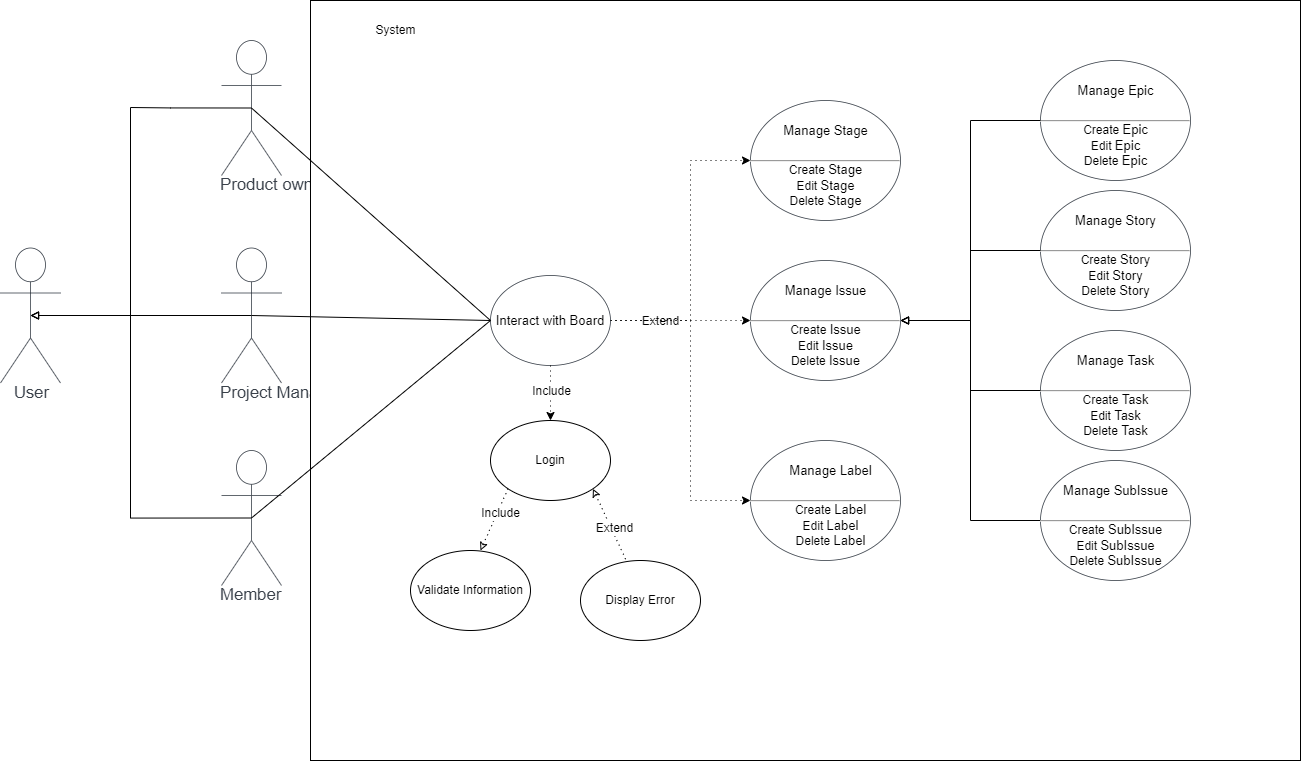 System
Product own
User
Project Man
Member
Interact with Board
Extend
Include
Login
Include
Extend
Validate Information
Display Error
Manage Stage
Create Stage
Edit Stage
Delete Stage
Manage Issue
Create Issue
Edit Issue
Delete Issue
Manage Label
Create Label
Edit Label
Delete Label
Manage Epic
Create Epic
Edit Epic
Delete Epic
Manage Story
Create Story
Edit Story
Delete Story
Manage Task
Create Task
Edit Task
Delete Task
Manage SubIssue
Create SubIssue
Edit SubIssue
Delete SubIssue